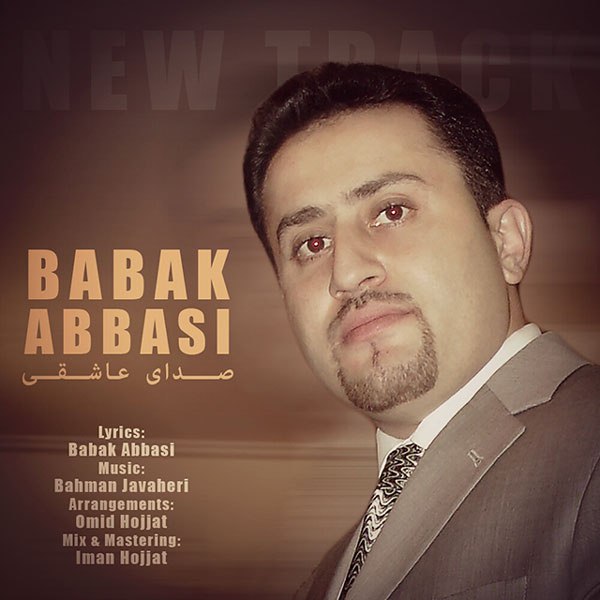 NEW TRACK
BABAK
ABBASI
صدای عاشقی
Lyrics:
Babak Abbasi
Music:
Bahman Javaheri
Arrangements:
Omid Hojjat
Mix & Mastering:
Iman Hojjat